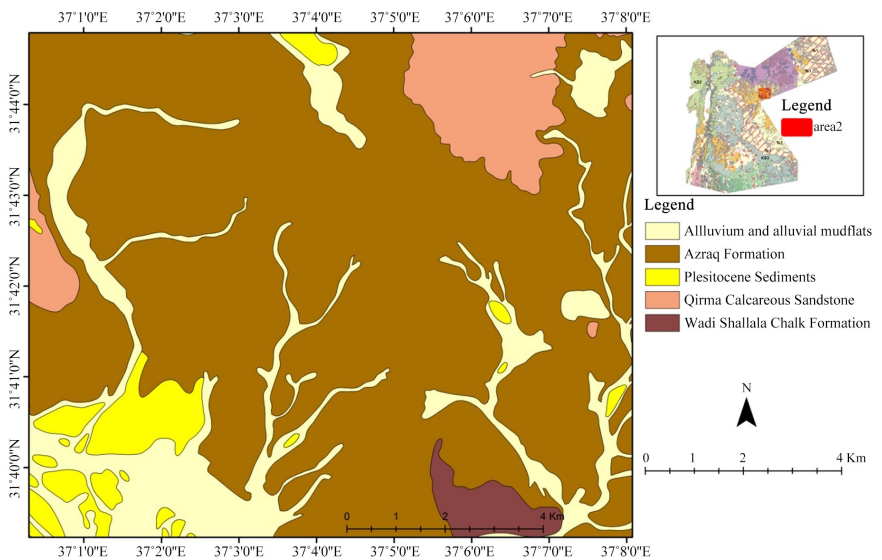 37°1'0"E 37°2'0"E 37°3'0"E 37°4'0"E 37°5'0"E 37°6'0"E 37°7'0"E 37°8'0"E
31°44'0"N
31°43'0"N
31°42'0"N
31°41'0"N
31°40'0"N
0 1 2 4 Km
37°1'0"E 37°2'0"E 37°3'0"E 37°4'0"E 37°5'0"E 37°6'0"E 37°7'0"E 37°8'0"E
Legend
area2
Legend
Allluvium and alluvial mudflats
Azraq Formation
Plesitocene Sediments
Qirma Calcareous Sandstone
Wadi Shallala Chalk Formation
N
0 1 2 4 Km